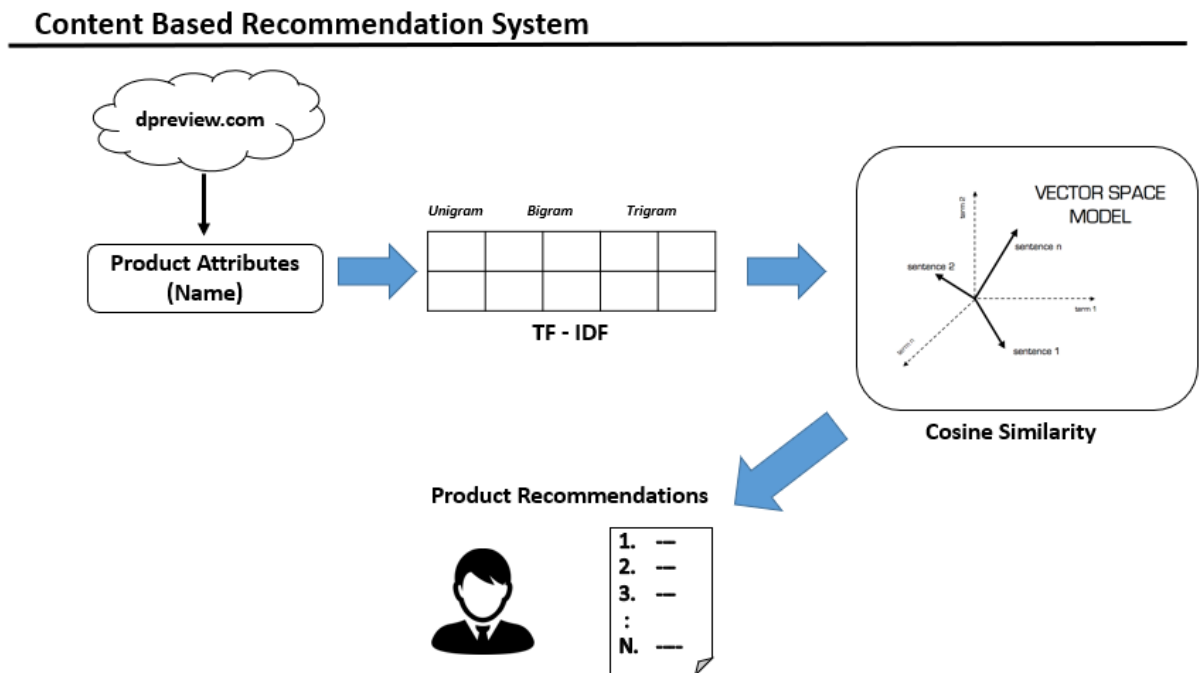 Content Based Recommendation System
dpreview.com
Product Attributes
(Name)
Unigram Bigram Trigram
TF - IDF
VECTOR SPACE
MODEL
term 2
sentence n
sentence 2
term 1
term n
sentence 1
Cosine Similarity
Product Recommendations
1. ---
2. ---
3. ---
:
N. ----